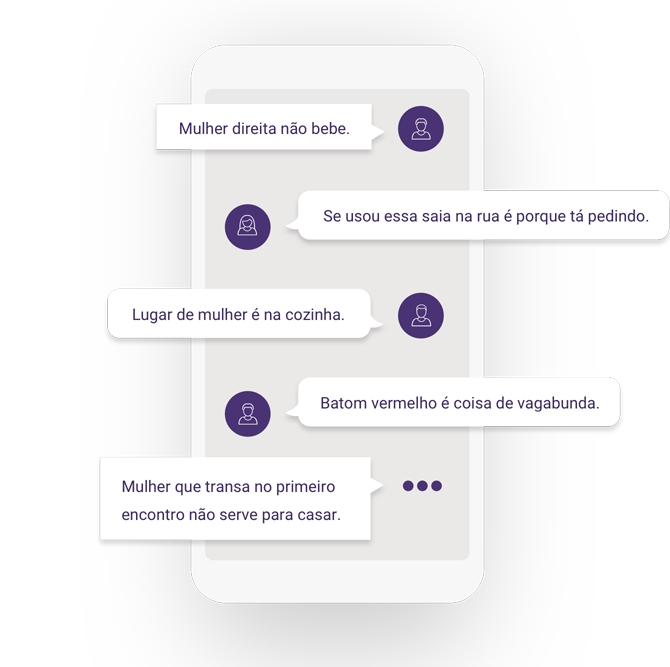 Mulher direita não bebe.
Se usou essa saia na rua é porque tá pedindo.
Lugar de mulher é na cozinha.
Batom vermelho é coisa de vagabunda.
Mulher que transa no primeiro
encontro não serve para casar.